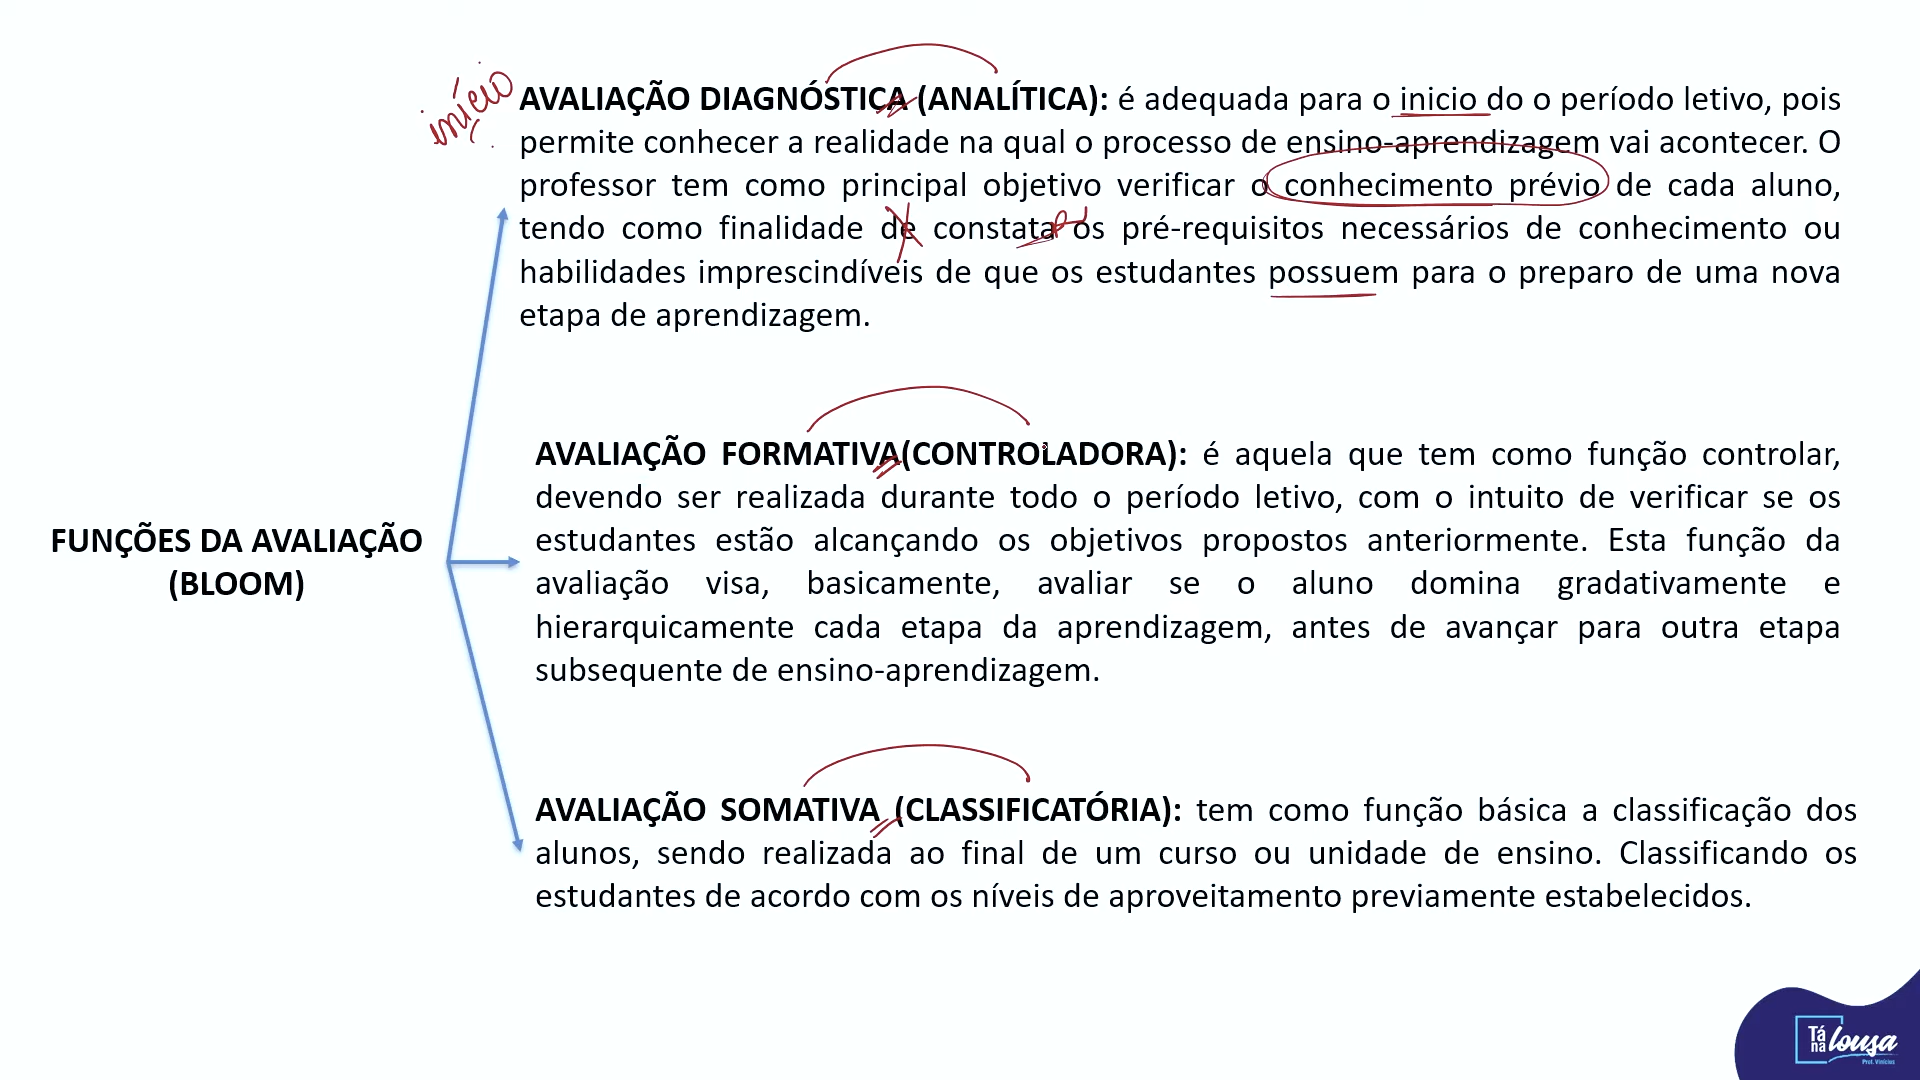 início
AVALIAÇÃO DIAGNÓSTICA (ANALÍTICA): é adequada para o inicio do o período letivo, pois
permite conhecer a realidade na qual o processo de ensino-aprendizagem vai acontecer. O
professor tem como principal objetivo verificar o conhecimento prévio de cada aluno,
tendo como finalidade de constatar os pré-requisitos necessários de conhecimento ou
habilidades imprescindíveis de que os estudantes possuem para o preparo de uma nova
etapa de aprendizagem.
AVALIAÇÃO FORMATIVA(CONTROLADORA): é aquela que tem como função controlar,
devendo ser realizada durante todo o período letivo, com o intuito de verificar se os
estudantes estão alcançando os objetivos propostos anteriormente. Esta função da
avaliação visa, basicamente, avaliar se o aluno domina gradativamente e
hierarquicamente cada etapa da aprendizagem, antes de avançar para outra etapa
subsequente de ensino-aprendizagem.
FUNÇÕES DA AVALIAÇÃO
(BLOOM)
AVALIAÇÃO SOMATIVA (CLASSIFICATÓRIA): tem como função básica a classificação dos
alunos, sendo realizada ao final de um curso ou unidade de ensino. Classificando os
estudantes de acordo com os níveis de aproveitamento previamente estabelecidos.
Tá na lousa
Prof. Vinícius